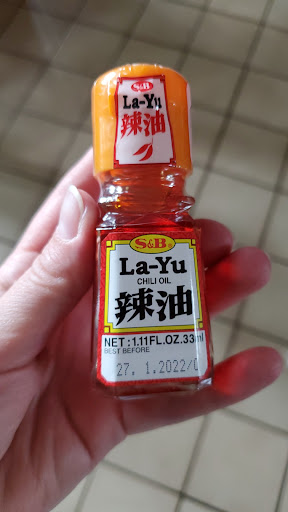 S&B
La-Yu
辣油
S&B®
La-Yu
CHILI OIL
辣油
NET:1.11FL.OZ.33ml
BEST BEFORE
27. 1.2022/